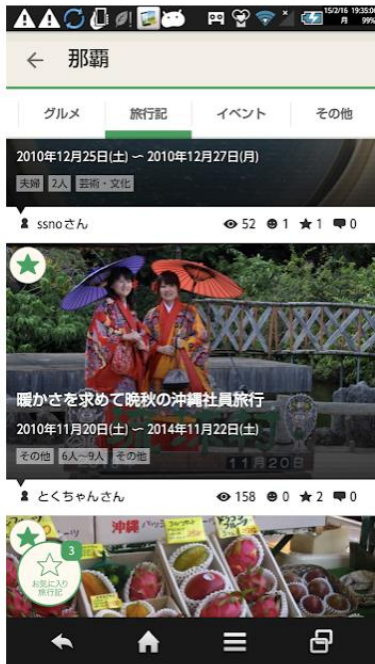 15/2/16 19:35:00
月 99%
那覇
グルメ 旅行記 イベント その他
2010年12月25日(土) ～ 2010年12月27日(月)
夫婦 2人 芸術・文化
ssnoさん 52 1 1 0
暖かさを求めて晩秋の沖縄社員旅行
2010年11月20日(土) ～ 2014年11月22日(土)
その他 6人～9人 その他
11月20日
とくちゃんさん 158 0 2 0
沖縄
3
お気に入り
旅行記